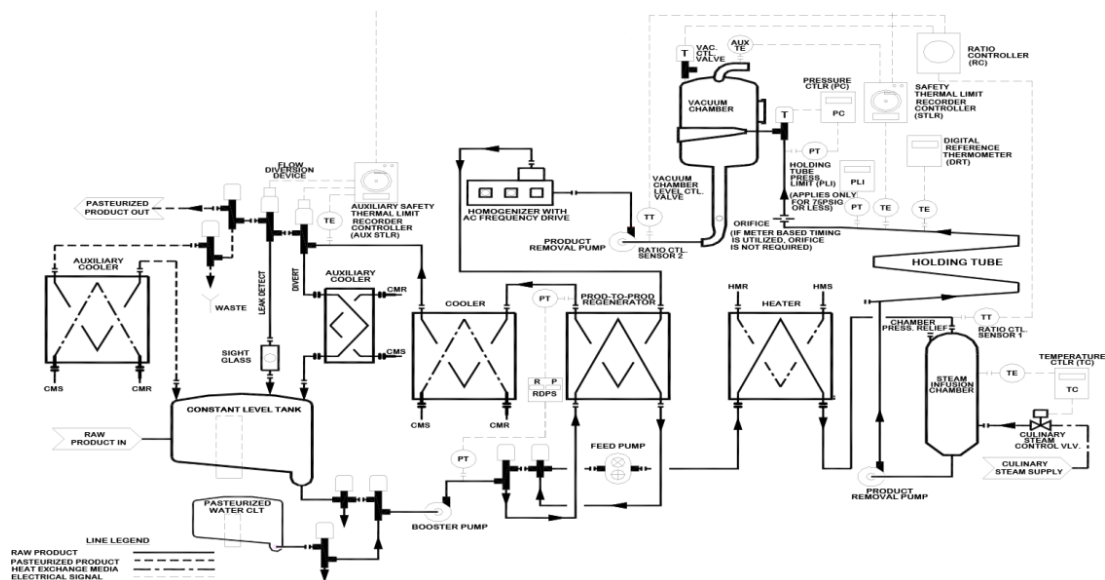 RATIO
CONTROLLER
(RC)
T
VAC.
CTL.
VALVE
AUX
TE
PRESSURE
CTLR (PC)
SAFETY
THERMAL LIMIT
RECORDER
CONTROLLER
(STLR)
VACUUM
CHAMBER
T
PC
PT
DIGITAL
REFERENCE
THERMOMETER
(DRT)
FLOW
DIVERSION
DEVICE
HOLDING
TUBE
PRESS.
LIMIT (PLI)
(APPLIES ONLY
FOR 75PSIG
OR LESS)
PLI
PT
TE
TE
PASTEURIZED
PRODUCT OUT
TE
AUXILIARY SAFETY
THERMAL LIMIT
RECORDER
CONTROLLER
(AUX STLR)
HOMOGENIZER WITH
AC FREQUENCY DRIVE
VACUUM
CHAMBER
LEVEL CTL.
VALVE
TT
PRODUCT
REMOVAL PUMP
RATIO CTL.
SENSOR 2
ORIFICE
(IF METER BASED TIMING
IS UTILIZED, ORIFICE
IS NOT REQUIRED)
HOLDING TUBE
AUXILIARY
COOLER
WASTE
LEAK DETECT
DIVERT
AUXILIARY
COOLER
CMR
CMS
COOLER
PT
PROD-TO-PROD
REGENERATOR
HMR
HMS
HEATER
CHAMBER
PRESS. RELIEF
TT
RATIO CTL.
SENSOR 1
SIGHT
GLASS
CMS
CMR
R P
RDPS
STEAM
INFUSION
CHAMBER
TE
TEMPERATURE
CTLR (TC)
TC
CONSTANT LEVEL TANK
CMS
CMR
RAW
PRODUCT IN
PT
FEED PUMP
CULINARY
STEAM
CONTROL VLV.
CULINARY
STEAM SUPPLY
PRODUCT
REMOVAL PUMP
PASTEURIZED
WATER CLT
BOOSTER PUMP
LINE LEGEND
RAW PRODUCT
PASTEURIZED PRODUCT
HEAT EXCHANGE MEDIA
ELECTRICAL SIGNAL